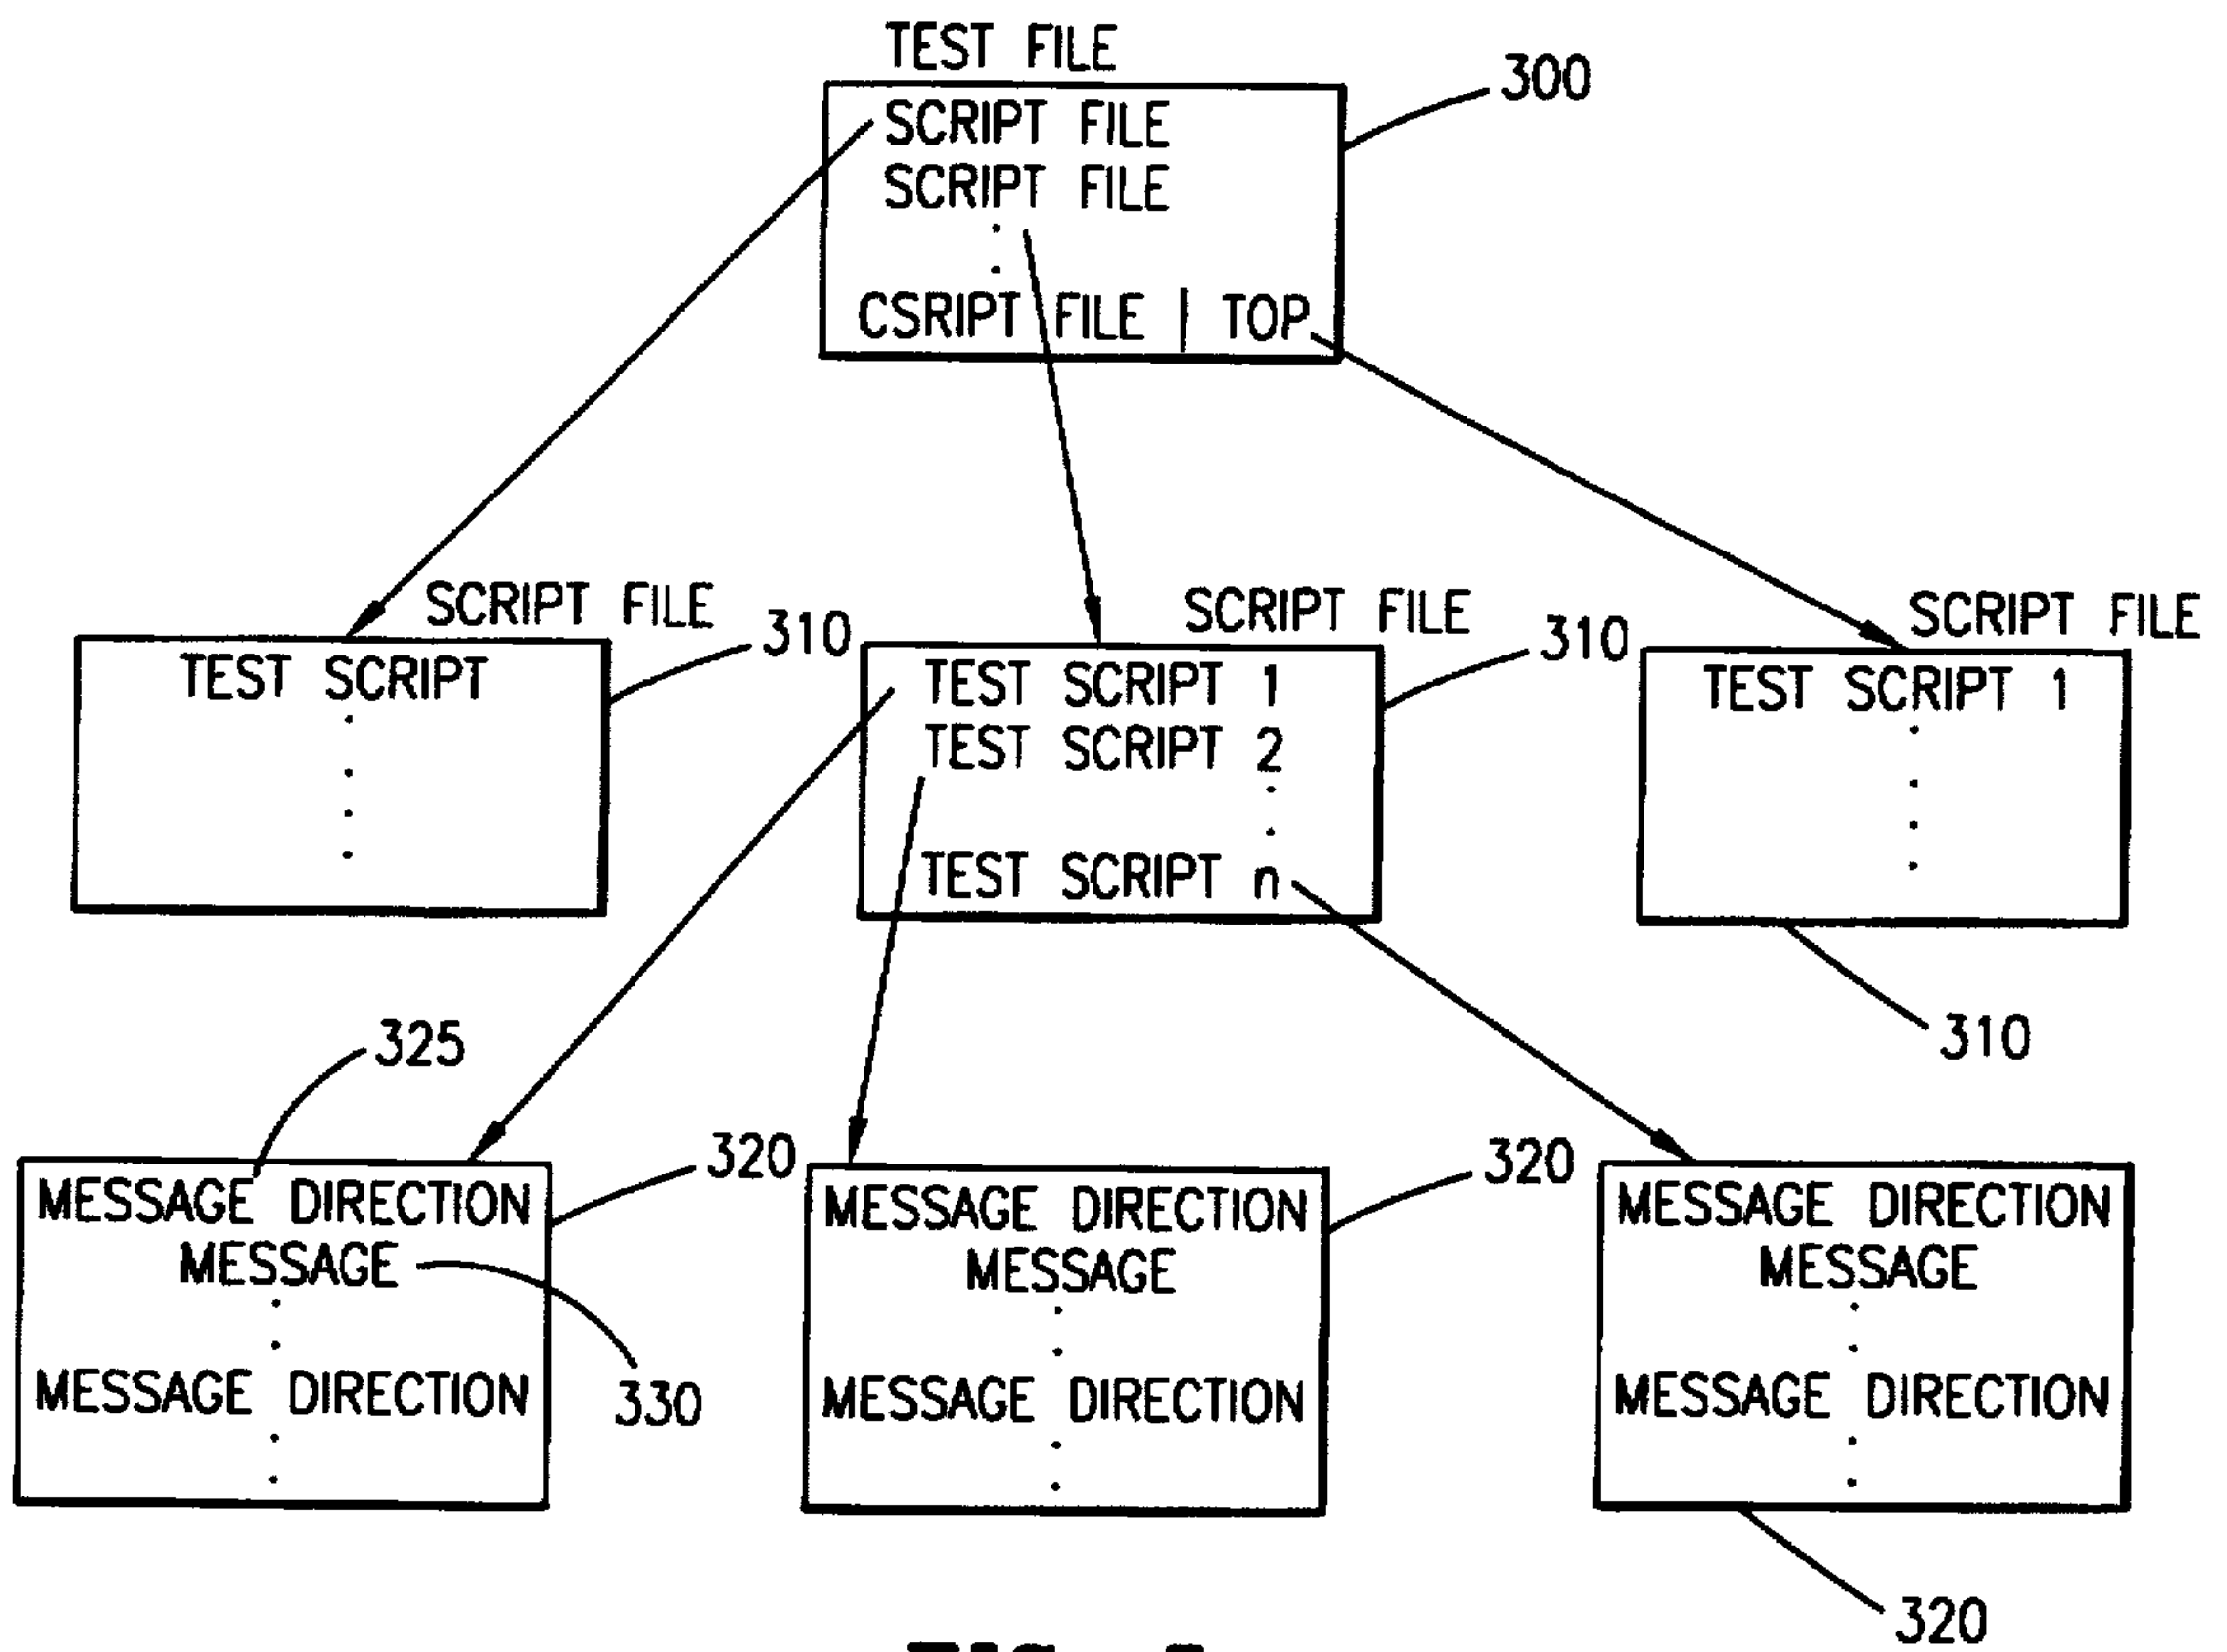 TEST FILE
300
SCRIPT FILE
SCRIPT FILE
CSRIPT FILE | TOP
SCRIPT FILE
310
TEST SCRIPT
SCRIPT FILE
310
TEST SCRIPT 1
TEST SCRIPT 2
TEST SCRIPT n
SCRIPT FILE
TEST SCRIPT 1
310
325
320
MESSAGE DIRECTION
MESSAGE
330
MESSAGE DIRECTION
320
MESSAGE DIRECTION
MESSAGE
MESSAGE DIRECTION
MESSAGE DIRECTION
MESSAGE
MESSAGE DIRECTION
320